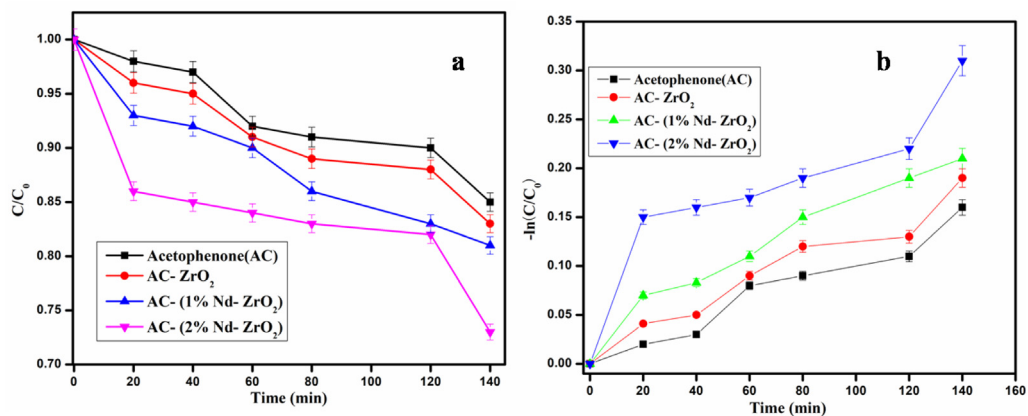 a
1.00
0.95
0.90
0.85
0.80
0.75
0.70
C/C₀
Acetophenone(AC)
AC- ZrO₂
AC- (1% Nd- ZrO₂)
AC- (2% Nd- ZrO₂)
0 20 40 60 80 100 120 140
Time (min)
b
-0.35
-0.30
0.25
0.20
0.15
0.10
0.05
0.00
-ln(C/C₀)
Acetophenone(AC)
AC- ZrO₂
AC- (1% Nd- ZrO₂)
AC- (2% Nd- ZrO₂)
0 20 40 60 80 100 120 140 160
Time (min)